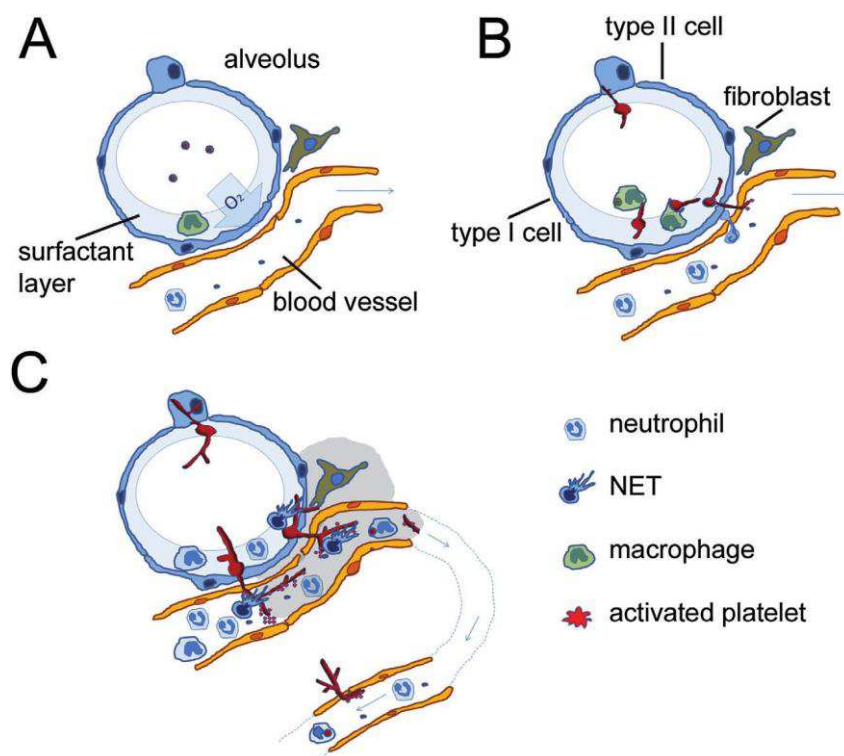 A
alveolus
O2
surfactant
layer
blood vessel
B
type II cell
fibroblast
type I cell
C
neutrophil
NET
macrophage
activated platelet